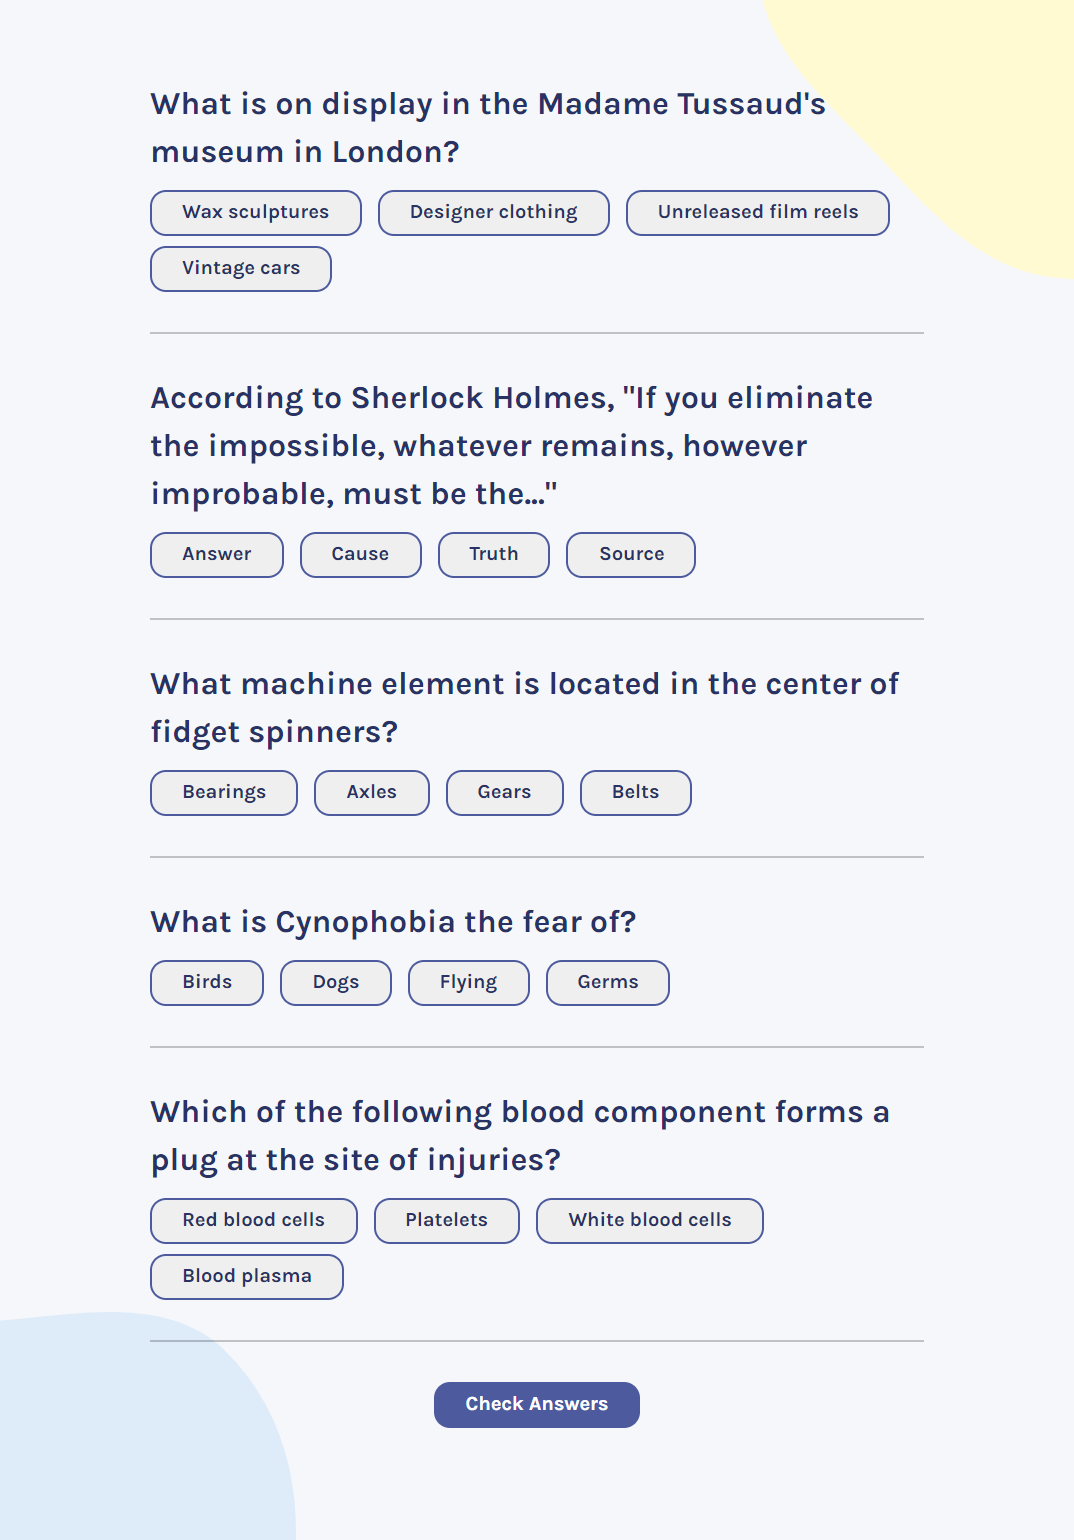 What is on display in the Madame Tussaud's
museum in London?
Wax sculptures Designer clothing Unreleased film reels
Vintage cars
According to Sherlock Holmes, "If you eliminate
the impossible, whatever remains, however
improbable, must be the..."
Answer Cause Truth Source
What machine element is located in the center of
fidget spinners?
Bearings Axles Gears Belts
What is Cynophobia the fear of?
Birds Dogs Flying Germs
Which of the following blood component forms a
plug at the site of injuries?
Red blood cells Platelets White blood cells
Blood plasma
Check Answers